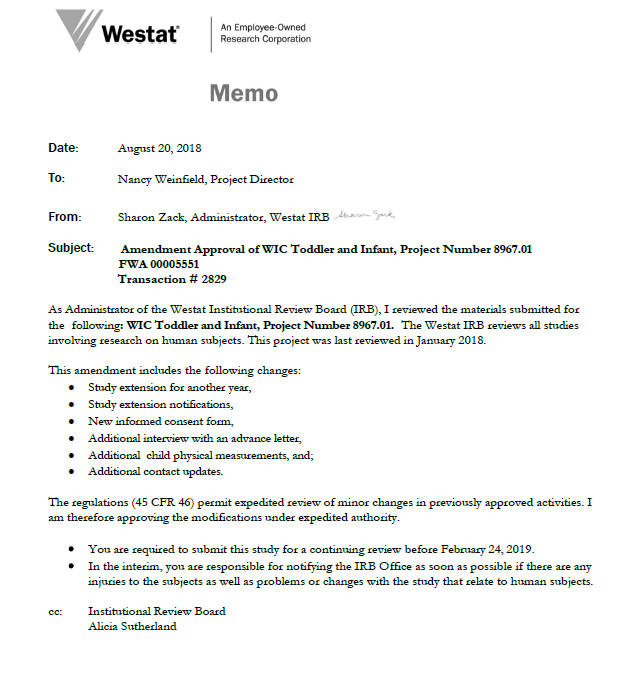 Westat
An Employee-Owned
Research Corporation
Memo
Date: August 20, 2018
To: Nancy Weinfield, Project Director
From: Sharon Zack, Administrator, Westat IRB Sharon Zack
Subject: Amendment Approval of WIC Toddler and Infant, Project Number 8967.01
FWA 00005551
Transaction # 2829
As Administrator of the Westat Institutional Review Board (IRB), I reviewed the materials submitted for
the following: WIC Toddler and Infant, Project Number 8967.01. The Westat IRB reviews all studies
involving research on human subjects. This project was last reviewed in January 2018.
This amendment includes the following changes:
• Study extension for another year,
• Study extension notifications,
• New informed consent form,
• Additional interview with an advance letter,
• Additional child physical measurements, and;
• Additional contact updates.
The regulations (45 CFR 46) permit expedited review of minor changes in previously approved activities. I
am therefore approving the modifications under expedited authority.
• You are required to submit this study for a continuing review before February 24, 2019.
• In the interim, you are responsible for notifying the IRB Office as soon as possible if there are any
injuries to the subjects as well as problems or changes with the study that relate to human subjects.
cc: Institutional Review Board
Alicia Sutherland